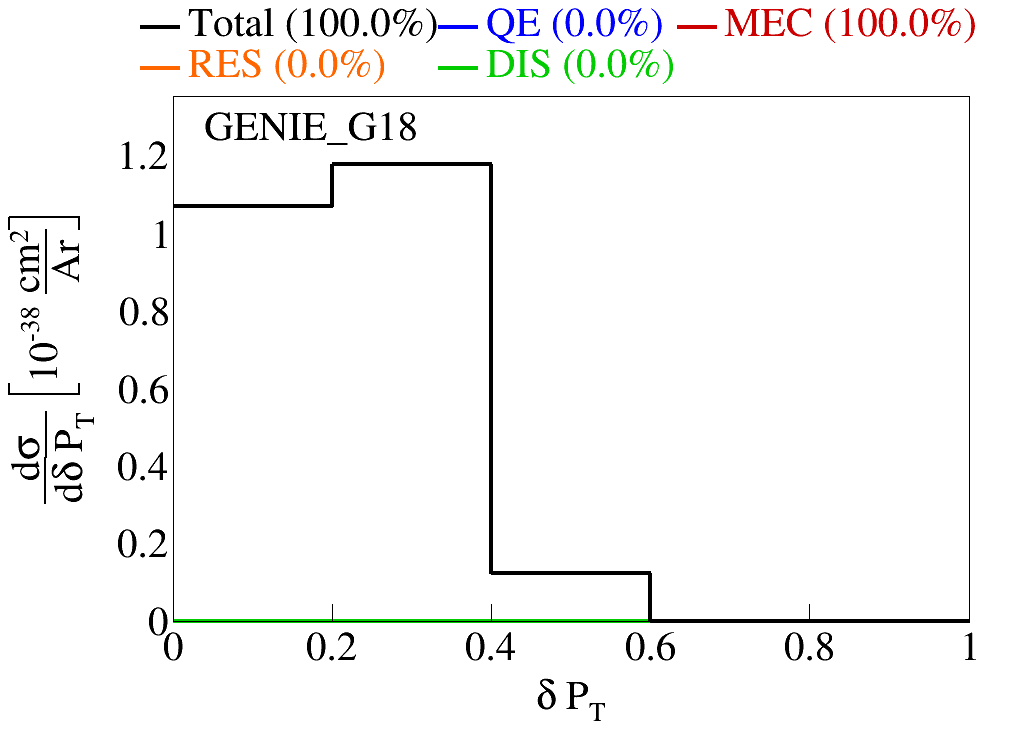 Total (100.0%) QE (0.0%) MEC (100.0%)
RES (0.0%) DIS (0.0%)
GENIE_G18
1.2
1
0.8
0.6
0.4
0.2
0
dσ/dδ P_T [10^-38 cm^2/Ar]
0 0.2 0.4 0.6 0.8 1
δ P_T